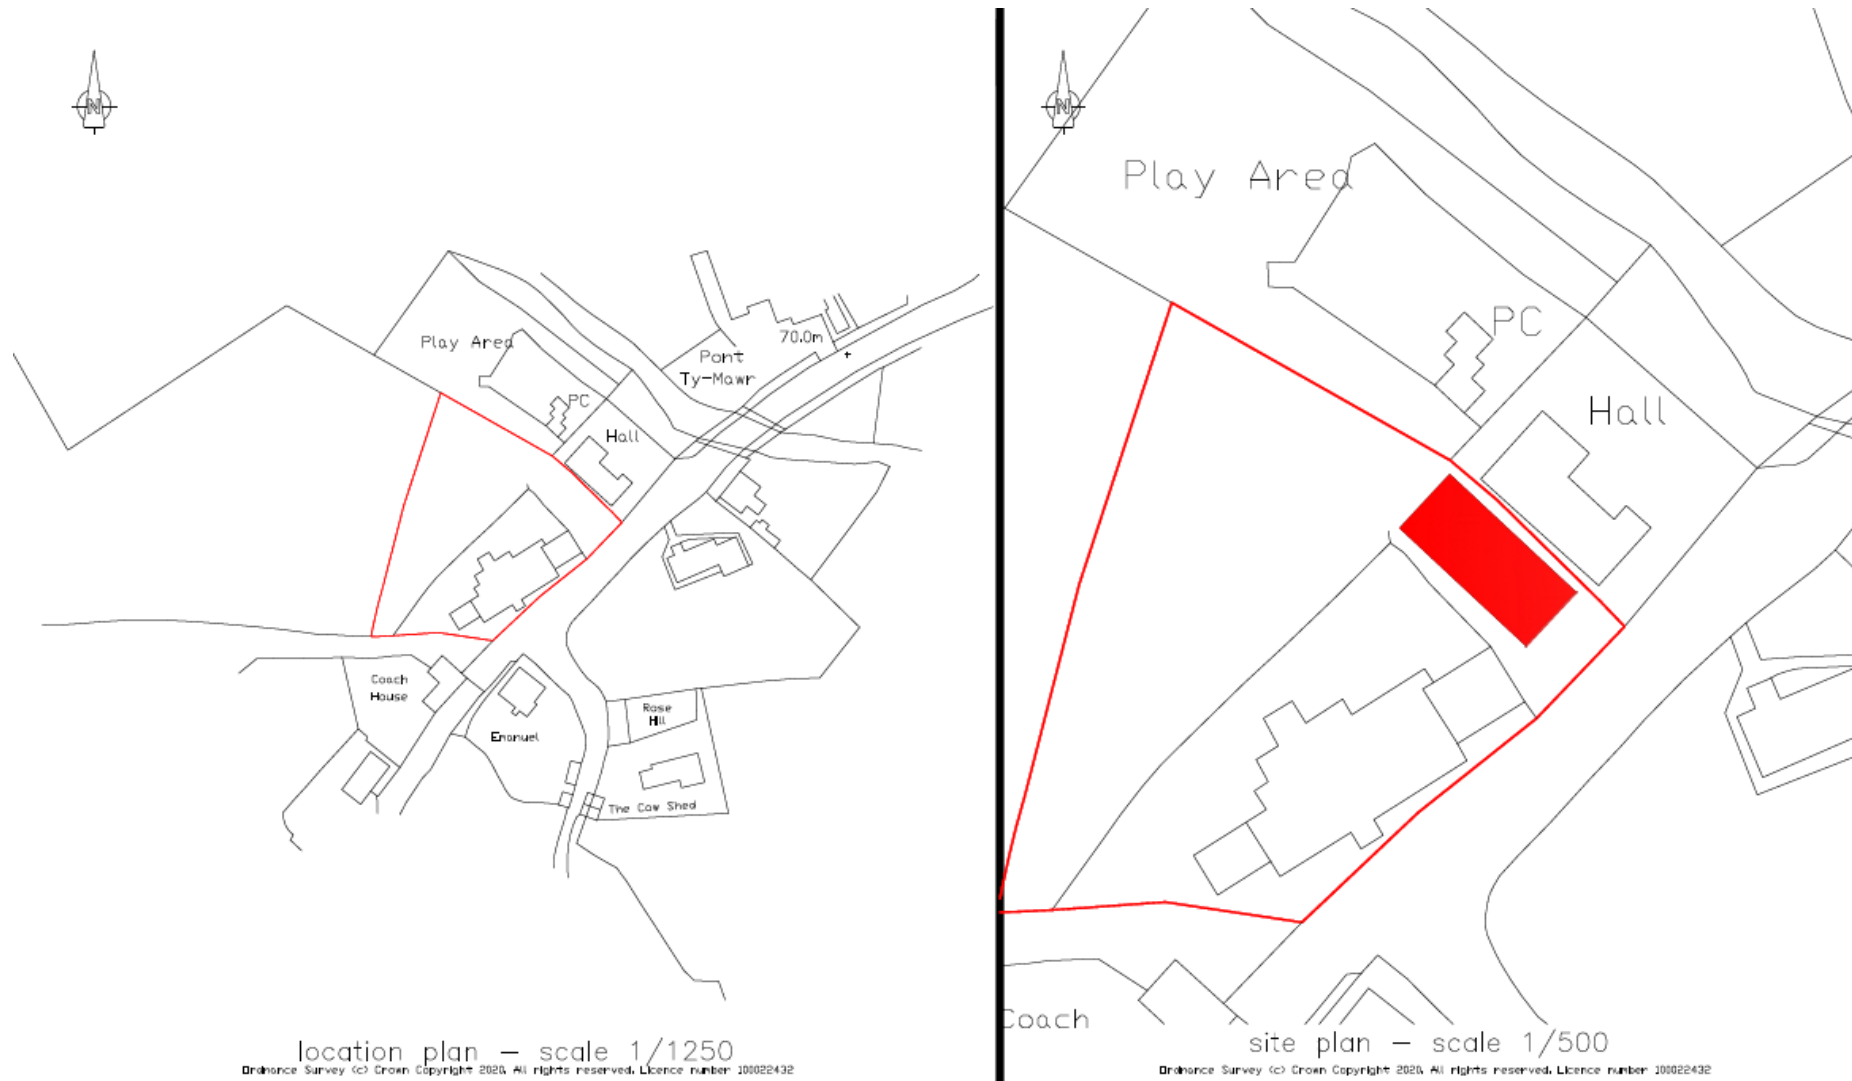 N
Play Area
PC
Hall
Pont
Ty-Mawr
70.0m
Coach
House
Emanuel
Rose
Hill
The Cow Shed
location plan – scale 1/1250
Ordnance Survey (c) Crown Copyright 2020. All rights reserved. Licence number 100022432
N
Play Area
PC
Hall
Coach
site plan – scale 1/500
Ordnance Survey (c) Crown Copyright 2020. All rights reserved. Licence number 100022432